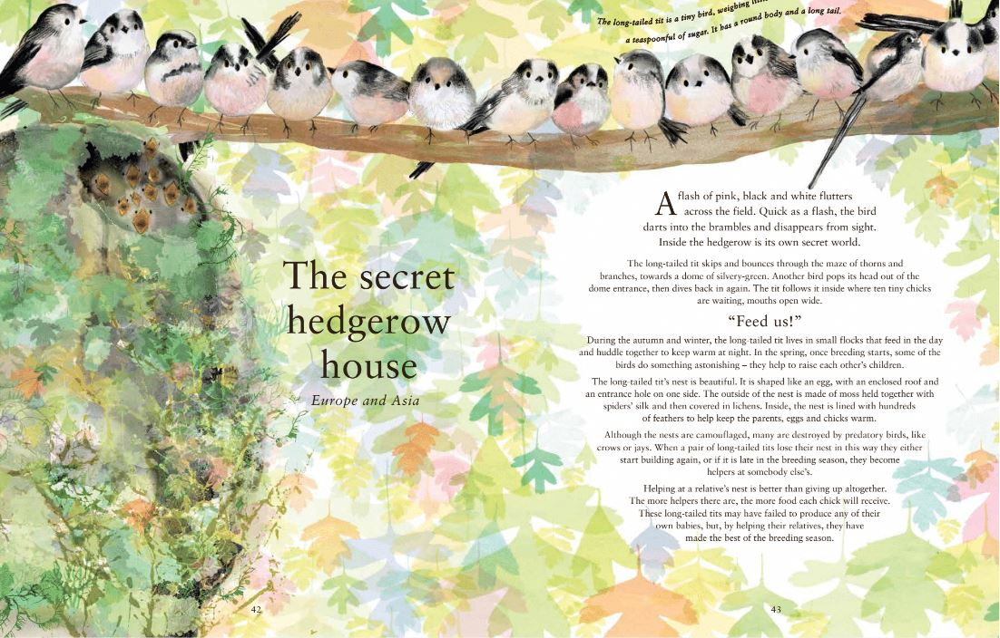 The long-tailed tit is a tiny bird, weighing
a teaspoonful of sugar. It has a round body and a long tail.
The secret
hedgerow
house
Europe and Asia
42
A flash of pink, black and white flutters
across the field. Quick as a flash, the bird
darts into the brambles and disappears from sight.
Inside the hedgerow is its own secret world.
The long-tailed tit skips and bounces through the maze of thorns and
branches, towards a dome of silvery-green. Another bird pops its head out of the
dome entrance, then dives back in again. The tit follows it inside where ten tiny chicks
are waiting, mouths open wide.
“Feed us!”
During the autumn and winter, the long-tailed tit lives in small flocks that feed in the day
and huddle together to keep warm at night. In the spring, once breeding starts, some of the
birds do something astonishing – they help to raise each other’s children.
The long-tailed tit’s nest is beautiful. It is shaped like an egg, with an enclosed roof and
an entrance hole on one side. The outside of the nest is made of moss held together with
spiders’ silk and then covered in lichens. Inside, the nest is lined with hundreds
of feathers to help keep the parents, eggs and chicks warm.
Although the nests are camouflaged, many are destroyed by predatory birds, like
crows or jays. When a pair of long-tailed tits lose their nest in this way they either
start building again, or if it is late in the breeding season, they become
helpers at somebody else’s.
Helping at a relative’s nest is better than giving up altogether.
The more helpers there are, the more food each chick will receive.
These long-tailed tits may have failed to produce any of their
own babies, but, by helping their relatives, they have
made the best of the breeding season.
43